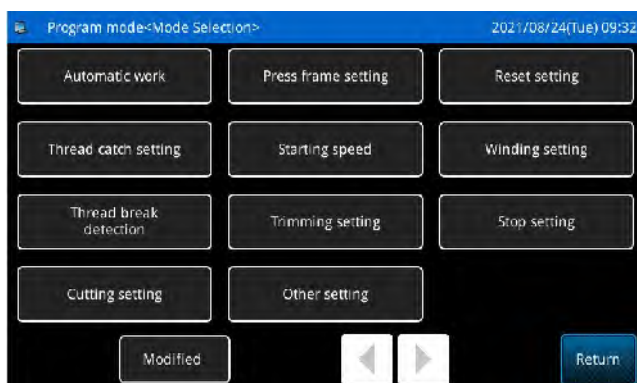 Program mode<Mode Selection>
2021/08/24(Tue) 09:32
Automatic work
Press frame setting
Reset setting
Thread catch setting
Starting speed
Winding setting
Thread break
detection
Trimming setting
Stop setting
Cutting setting
Other setting
Modified
Return